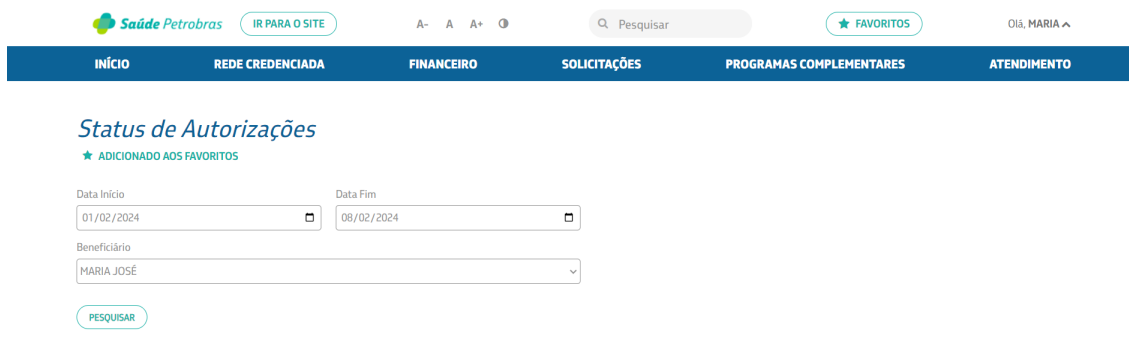 Saúde Petrobras IR PARA O SITE A- A A+ Pesquisar FAVORITOS Olá, MARIA
INÍCIO REDE CREDENCIADA FINANCEIRO SOLICITAÇÕES PROGRAMAS COMPLEMENTARES ATENDIMENTO
Status de Autorizações
ADICIONADO AOS FAVORITOS
Data Início Data Fim
01/02/2024 08/02/2024
Beneficiário
MARIA JOSÉ
PESQUISAR